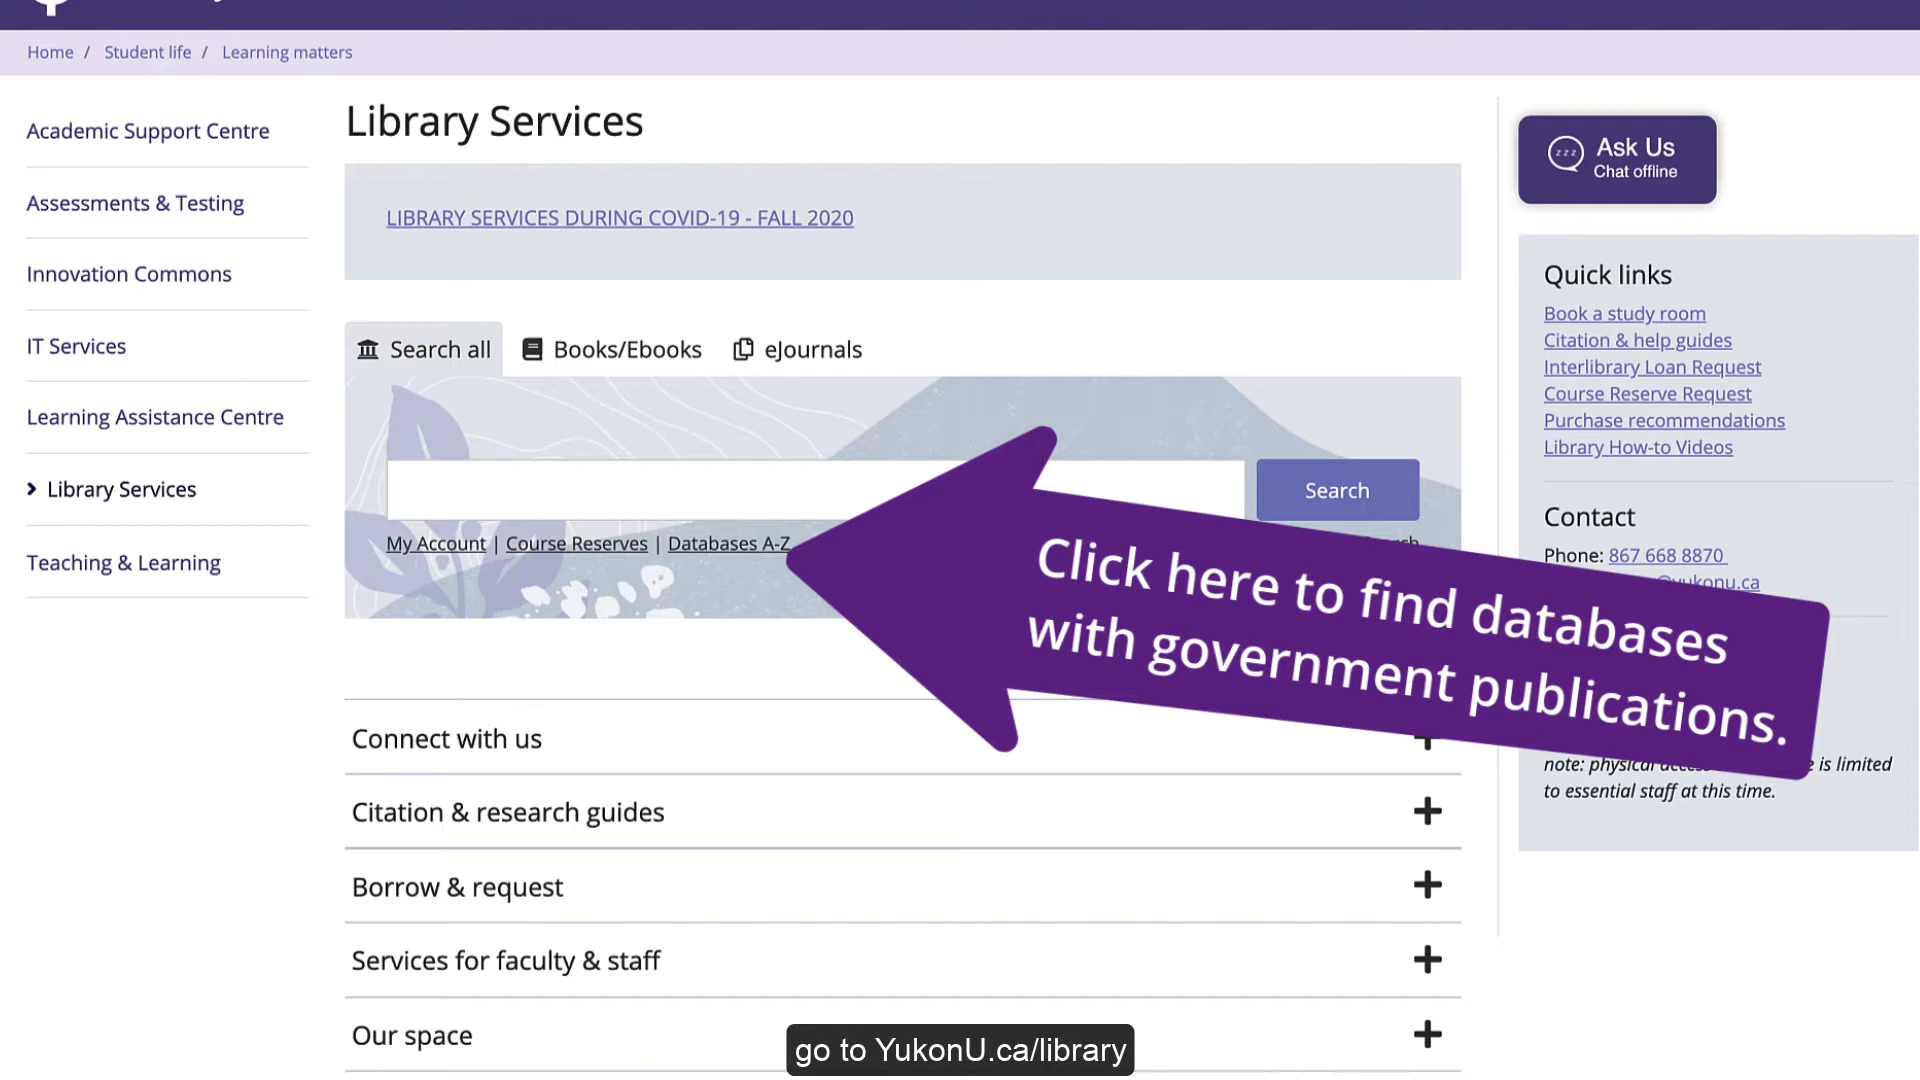 Home / Student life / Learning matters
Academic Support Centre
Assessments & Testing
Innovation Commons
IT Services
Learning Assistance Centre
Library Services
Teaching & Learning
Library Services
LIBRARY SERVICES DURING COVID-19 - FALL 2020
Search all
Books/Ebooks
eJournals
Search
My Account | Course Reserves | Databases A-Z
Click here to find databases
with government publications.
Connect with us
Citation & research guides
Borrow & request
Services for faculty & staff
Our space
zzz
Ask Us
Chat offline
Quick links
Book a study room
Citation & help guides
Interlibrary Loan Request
Course Reserve Request
Purchase recommendations
Library How-to Videos
Contact
Phone: 867 668 8870
@yukonu.ca
note: physical is limited
to essential staff at this time.
go to YukonU.ca/library